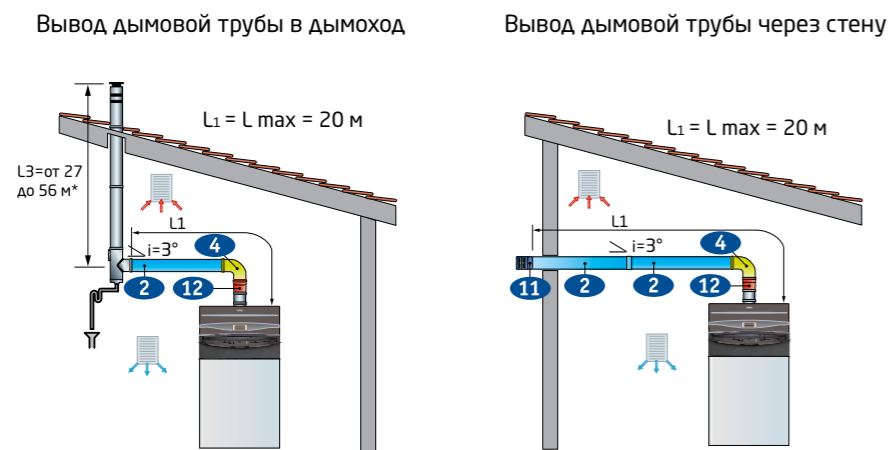 Вывод дымовой трубы в дымоход
L1 = L max = 20 м
L3=от 27
до 56 м*
L1
i=3°
4
2
12
Вывод дымовой трубы через стену
L1 = L max = 20 м
L1
i=3°
4
11
2
2
12